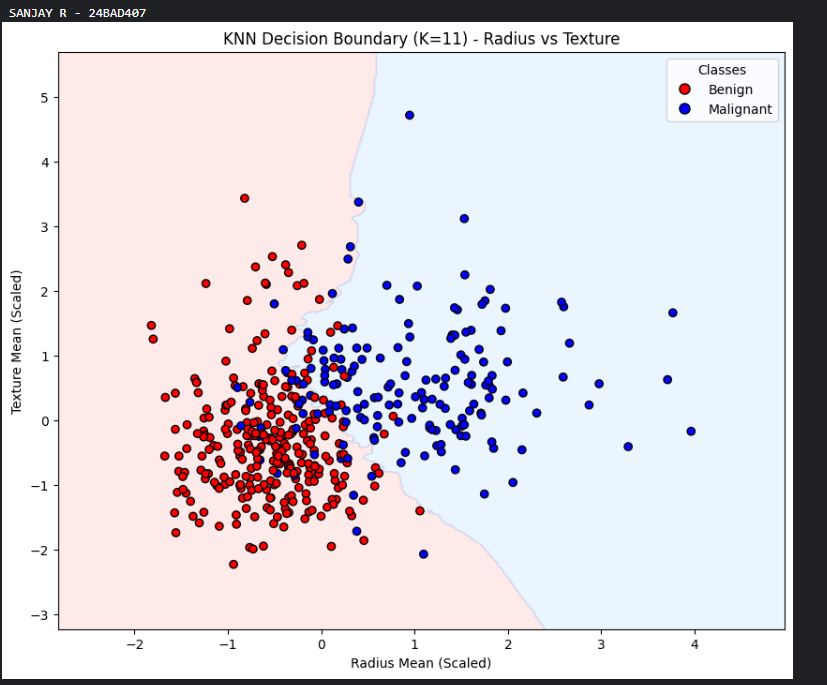 SANJAY R - 24BAD407
KNN Decision Boundary (K=11) - Radius vs Texture
Classes
Benign
Malignant
5
4
3
2
1
0
−1
−2
−3
Texture Mean (Scaled)
−2 −1 0 1 2 3 4
Radius Mean (Scaled)